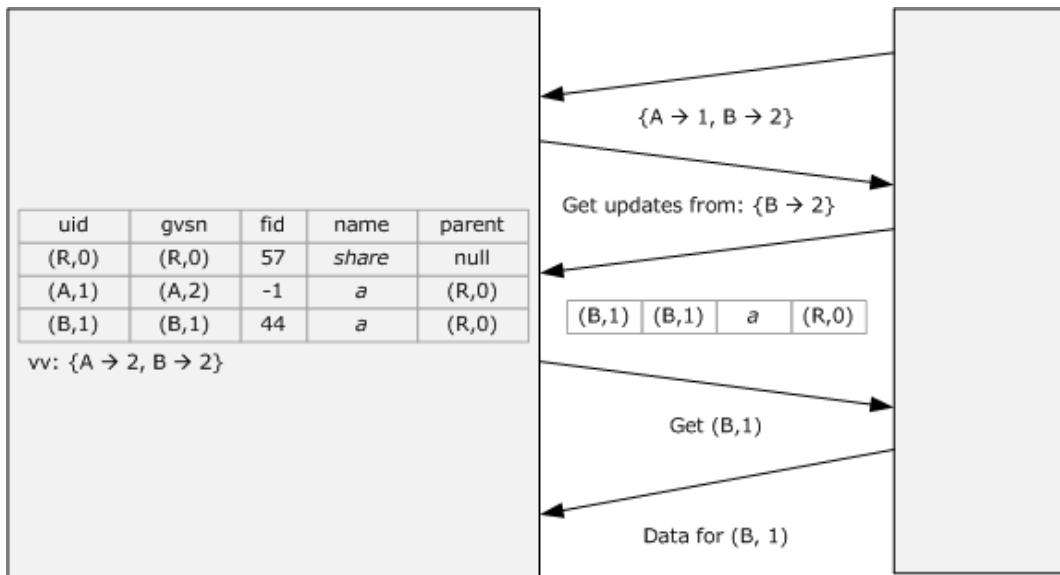 {A → 1, B → 2}
Get updates from: {B → 2}
uid gvsn fid name parent
(R,0) (R,0) 57 share null
(A,1) (A,2) -1 a (R,0)
(B,1) (B,1) 44 a (R,0)
vv: {A → 2, B → 2}
(B,1) (B,1) a (R,0)
Get (B,1)
Data for (B, 1)